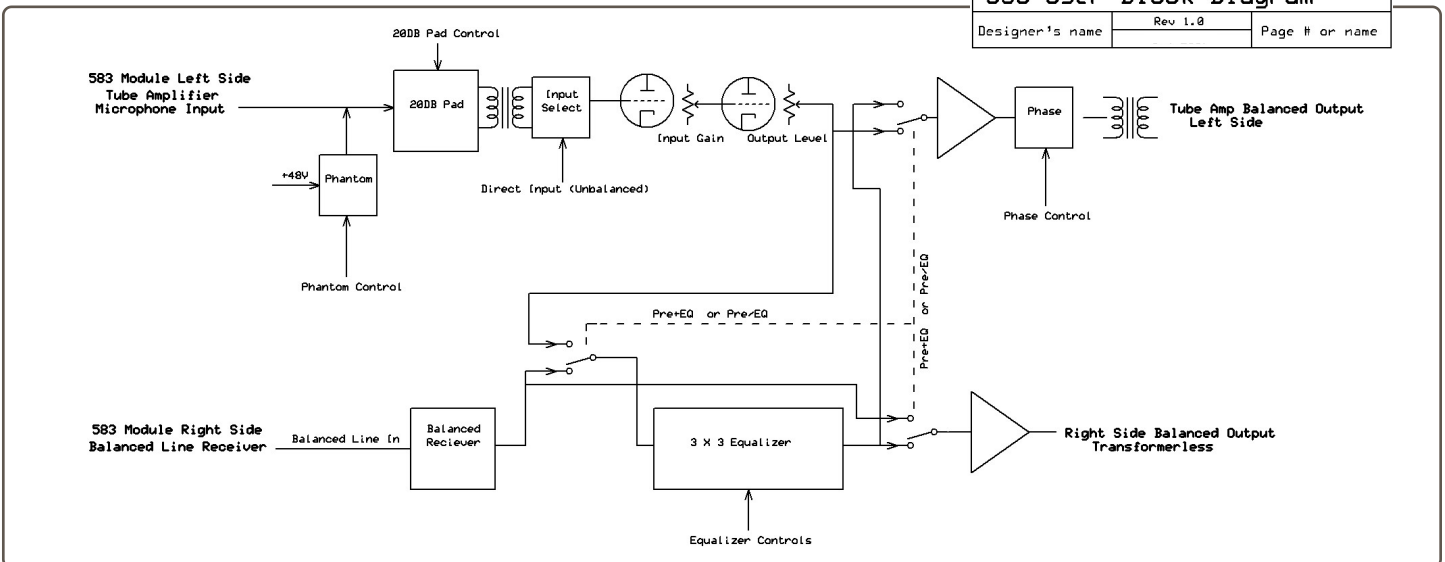 Rev 1.0
Designer's name
Page # or name
20DB Pad Control
583 Module Left Side
Tube Amplifier
Microphone Input
20DB Pad
Input
Select
Input Gain
Output Level
Phase
Tube Amp Balanced Output
Left Side
+48V
Phantom
Direct Input (Unbalanced)
Phase Control
Phantom Control
Pre+EQ or Pre/EQ
Pre+EQ or Pre/EQ
583 Module Right Side
Balanced Line Receiver
Balanced Line In
Balanced
Reciever
3 X 3 Equalizer
Right Side Balanced Output
Transformerless
Equalizer Controls